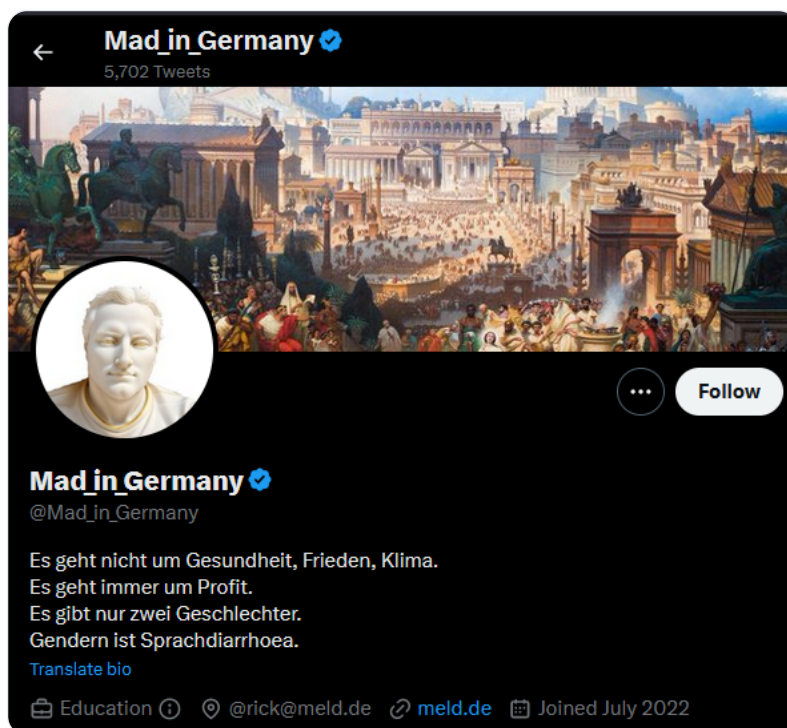 Mad_in_Germany
5,702 Tweets
Follow
Mad_in_Germany
@Mad_in_Germany
Es geht nicht um Gesundheit, Frieden, Klima.
Es geht immer um Profit.
Es gibt nur zwei Geschlechter.
Gendern ist Sprachdiarrhoea.
Translate bio
Education @rick@meld.de meld.de Joined July 2022